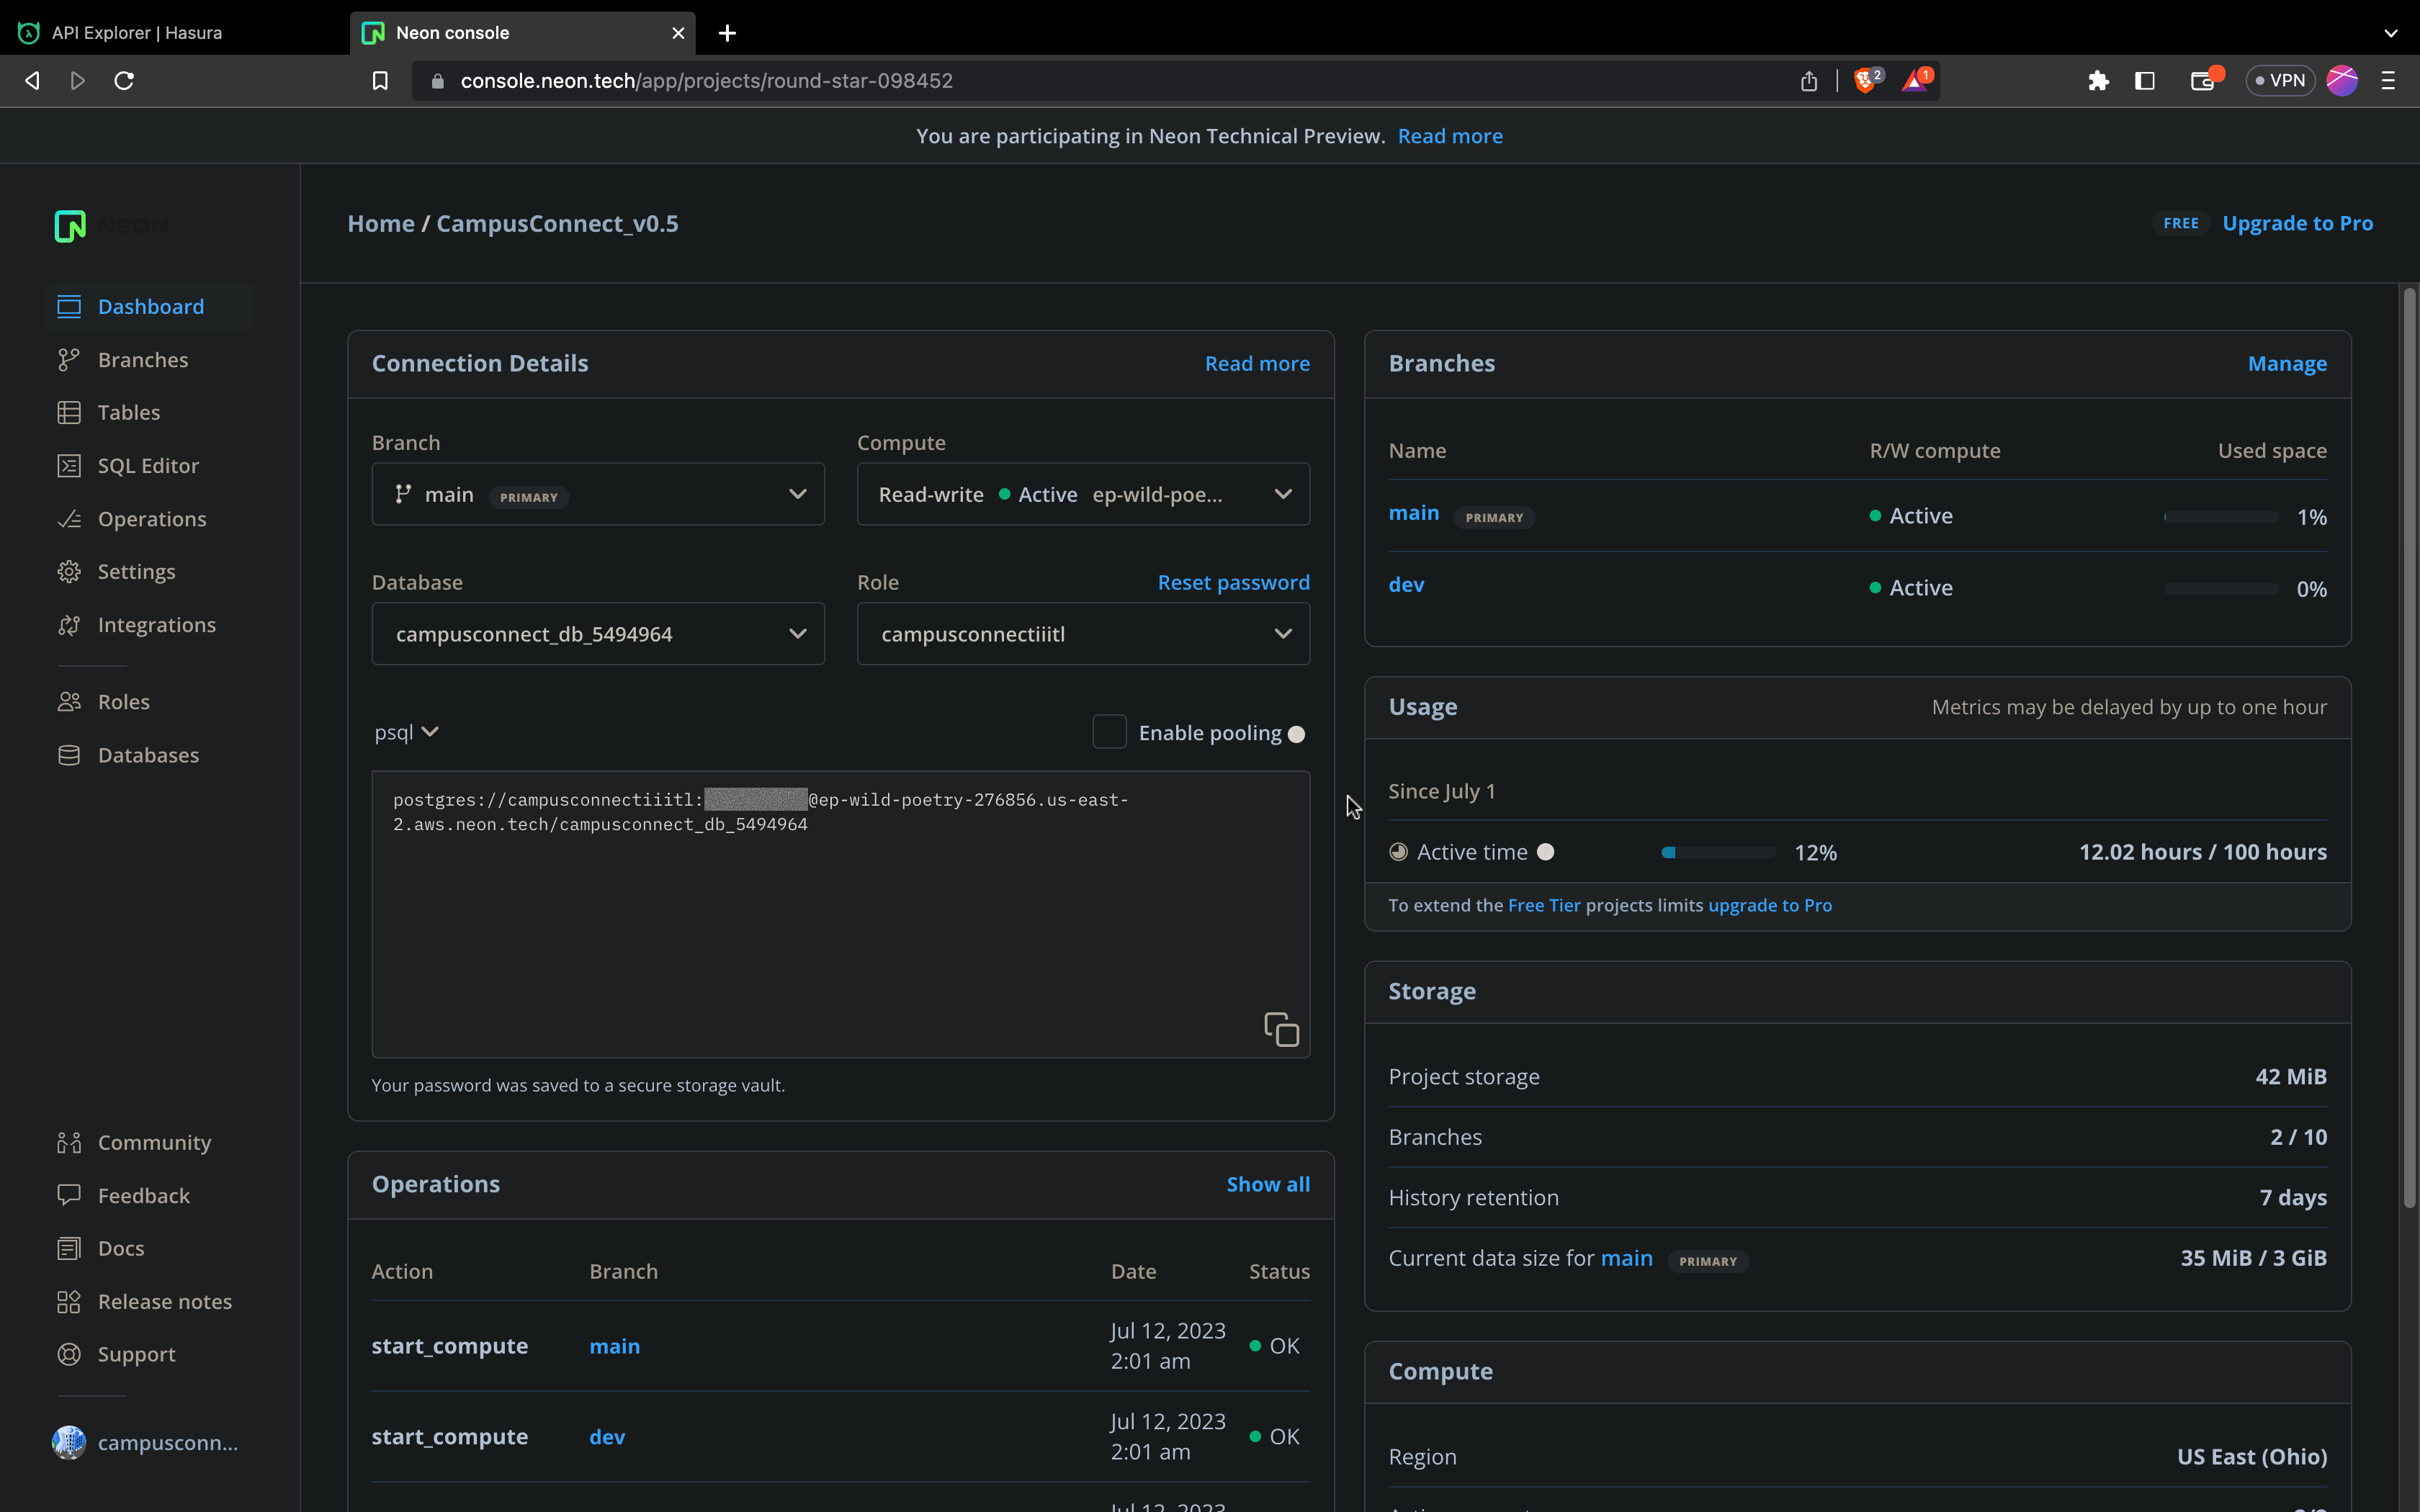 API Explorer | Hasura
Neon console
console.neon.tech/app/projects/round-star-098452
2
1
VPN
You are participating in Neon Technical Preview. Read more
NEON
Home / CampusConnect_v0.5
FREE
Upgrade to Pro
Dashboard
Branches
Tables
SQL Editor
Operations
Settings
Integrations
Roles
Databases
Community
Feedback
Docs
Release notes
Support
campusconn...
Connection Details
Read more
Branch
Compute
main PRIMARY
Read-write Active ep-wild-poe...
Database
Role
Reset password
campusconnect_db_5494964
campusconnectiiitl
psql
Enable pooling
postgres://campusconnectiiitl: @ep-wild-poetry-276856.us-east-
2.aws.neon.tech/campusconnect_db_5494964
Your password was saved to a secure storage vault.
Operations
Show all
Action Branch Date Status
start_compute main Jul 12, 2023 2:01 am OK
start_compute dev Jul 12, 2023 2:01 am OK
Jul 12, 2023
Branches
Manage
Name R/W compute Used space
main PRIMARY Active 1%
dev Active 0%
Usage
Metrics may be delayed by up to one hour
Since July 1
Active time 12% 12.02 hours / 100 hours
To extend the Free Tier projects limits upgrade to Pro
Storage
Project storage 42 MiB
Branches 2 / 10
History retention 7 days
Current data size for main PRIMARY 35 MiB / 3 GiB
Compute
Region US East (Ohio)